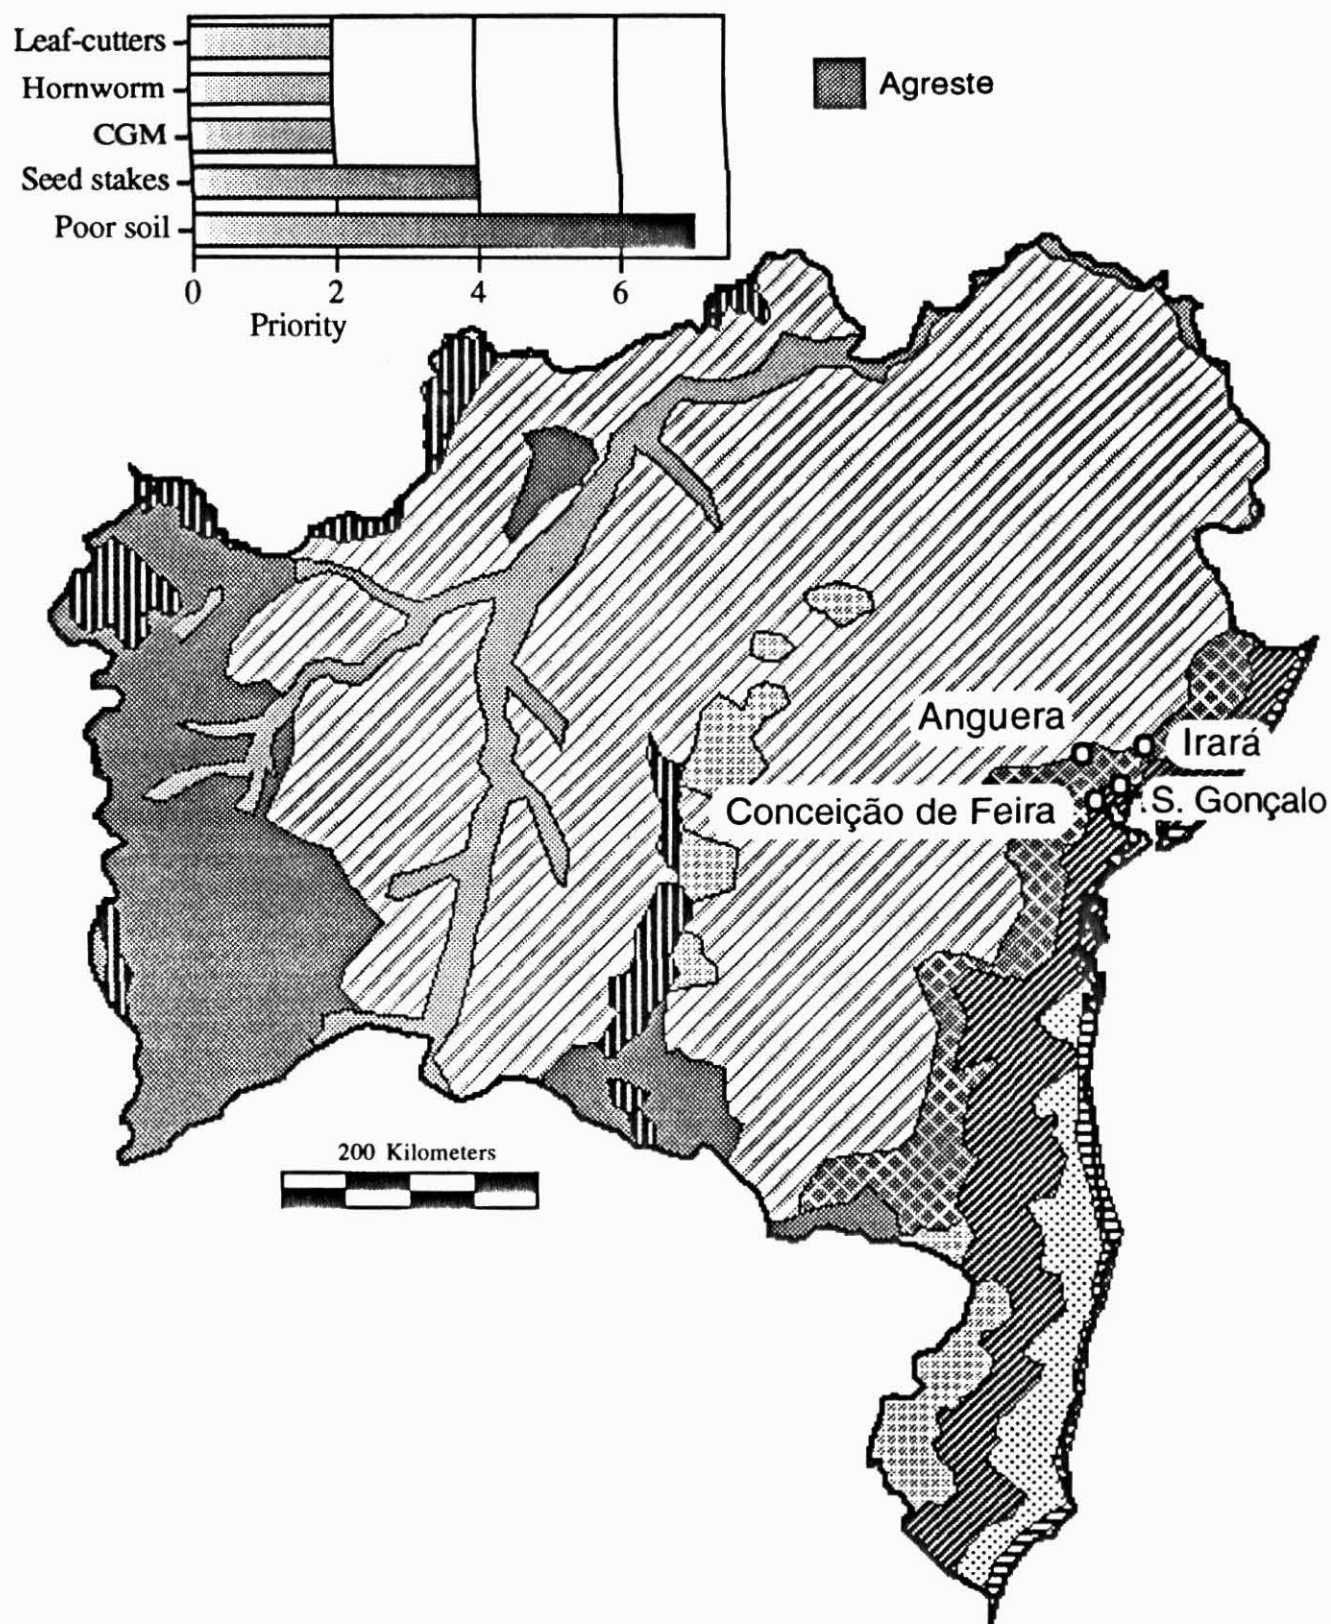 Leaf-cutters
Hornworm
CGM
Seed stakes
Poor soil
0 2 4 6
Priority
Agreste
Anguera
Irará
Conceição de Feira
S. Gonçalo
200 Kilometers